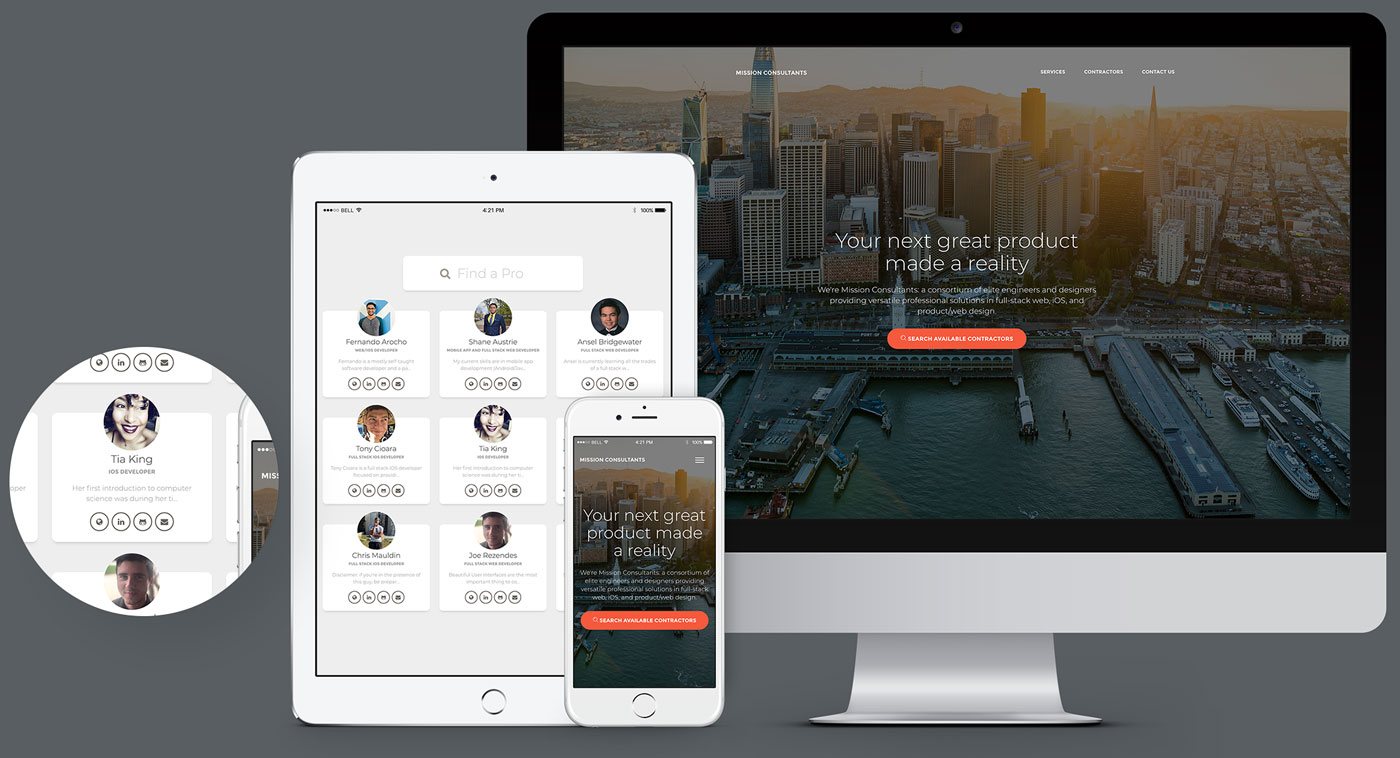 MISSION CONSULTANTS
SERVICES
CONTRACTORS
CONTACT US
Your next great product
made a reality
We're Mission Consultants: a consortium of elite engineers and designers
providing versatile professional solutions in full-stack web, iOS, and
product/web design.
SEARCH AVAILABLE CONTRACTORS
BELL
4:21 PM
100%
Find a Pro
Fernando Arocho
WEB/IOS DEVELOPER
Fernando is a mostly self taught
software developer and a pa...
Shane Austrie
MOBILE APP AND FULL STACK WEB DEVELOPER
My current skills are in mobile app
development (Android/Jav...
Ansel Bridgewater
FULL STACK WEB DEVELOPER
Ansel is currently learning all the trades
of a full stack w...
Tony Cioara
FULL STACK IOS DEVELOPER
Tony Cioara is a full stack iOS developer
focused on providi...
Tia King
FULL STACK IOS DEVELOPER
Her first introduction to computer
science was during her ti...
Chris Mauldin
FULL STACK IOS DEVELOPER
Disclaimer, if you're in the presence of
this guy, be prepar...
Joe Rezendes
FULL STACK WEB DEVELOPER
Beautiful User Interfaces are the most
important thing to os...
BELL
4:21 PM
100%
MISSION CONSULTANTS
Your next great
product made
a reality
We're Mission Consultants: a consortium of
elite engineers and designers providing
versatile professional solutions in full-stack
web, iOS, and product/web design.
SEARCH AVAILABLE CONTRACTORS
oper
Tia King
IOS DEVELOPER
Her first introduction to computer
science was during her ti...
MISS